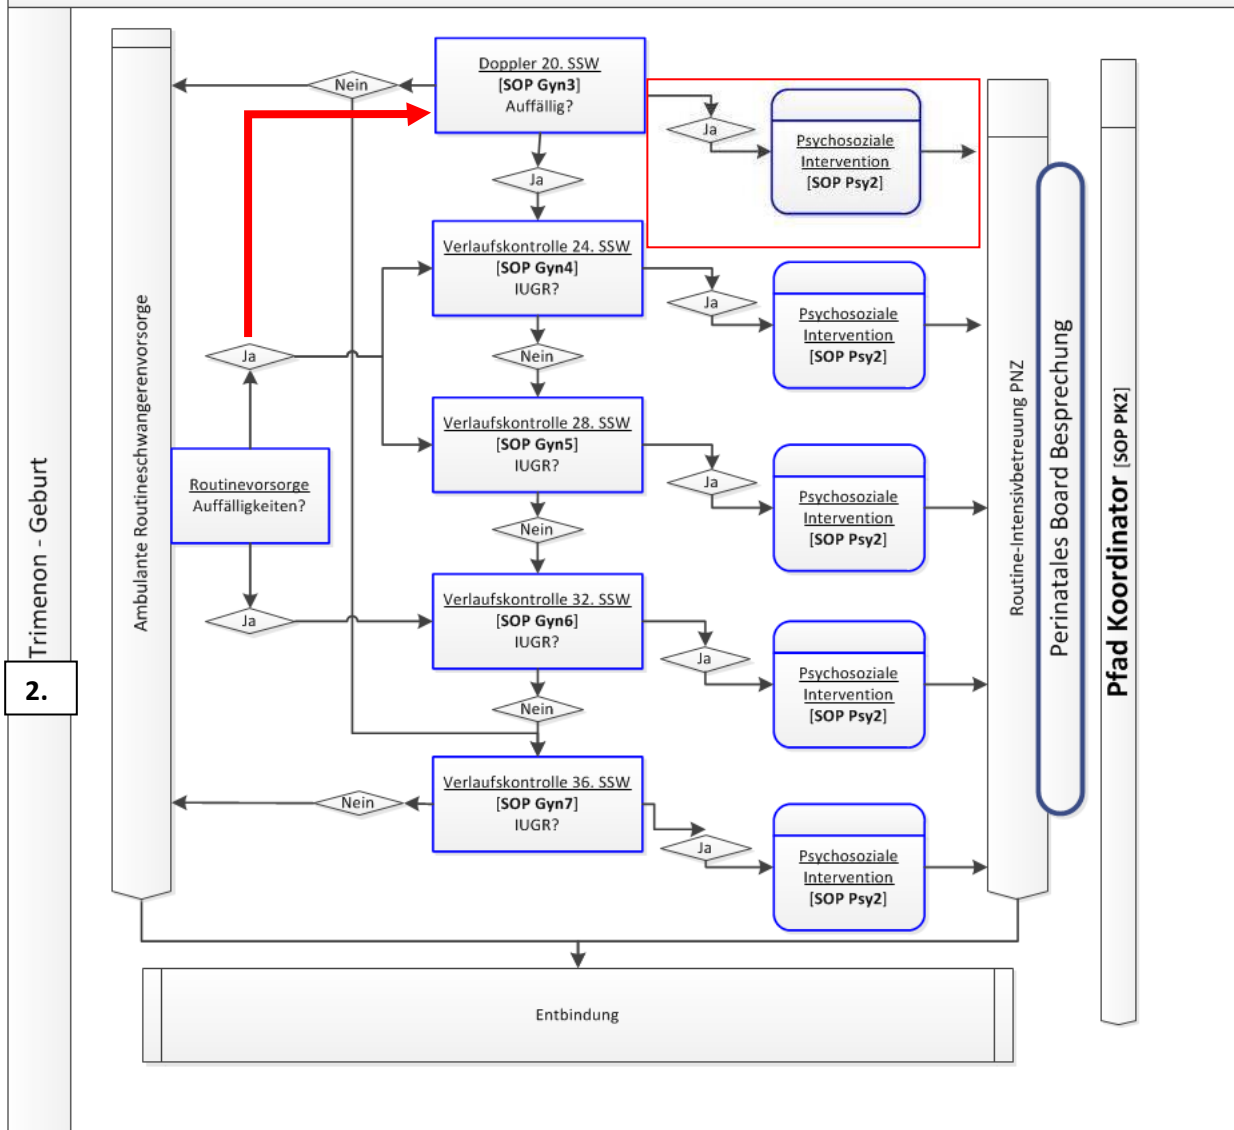 2.
Trimenon - Geburt
Ambulante Routineschwangerenvorsorge
Doppler 20. SSW
[SOP Gyn3]
Auffällig?
Nein
Ja
Psychosoziale
Intervention
[SOP Psy2]
Ja
Verlaufskontrolle 24. SSW
[SOP Gyn4]
IUGR?
Ja
Psychosoziale
Intervention
[SOP Psy2]
Ja
Nein
Verlaufskontrolle 28. SSW
[SOP Gyn5]
IUGR?
Ja
Psychosoziale
Intervention
[SOP Psy2]
Routinevorsorge
Auffälligkeiten?
Nein
Verlaufskontrolle 32. SSW
[SOP Gyn6]
IUGR?
Ja
Ja
Psychosoziale
Intervention
[SOP Psy2]
Nein
Verlaufskontrolle 36. SSW
[SOP Gyn7]
IUGR?
Nein
Ja
Psychosoziale
Intervention
[SOP Psy2]
Routine-Intensivbetreuung PNZ
Perinatales Board Besprechung
Pfad Koordinator [SOP PK2]
Entbindung